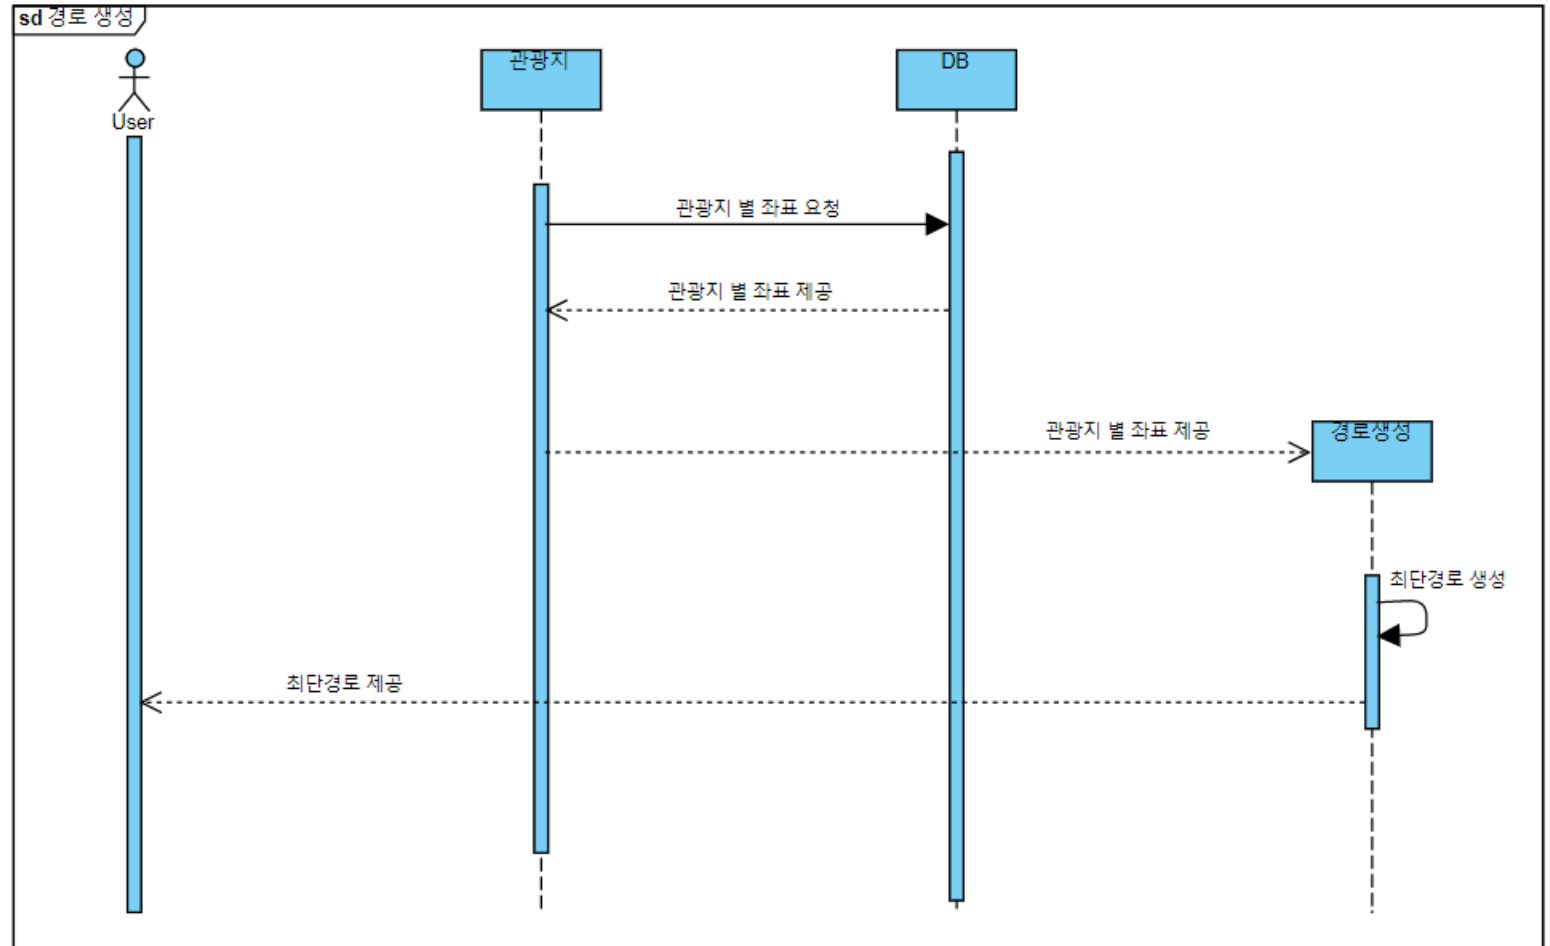 sd 경로 생성
User
관광지
DB
관광지 별 좌표 요청
관광지 별 좌표 제공
관광지 별 좌표 제공
경로생성
최단경로 생성
최단경로 제공